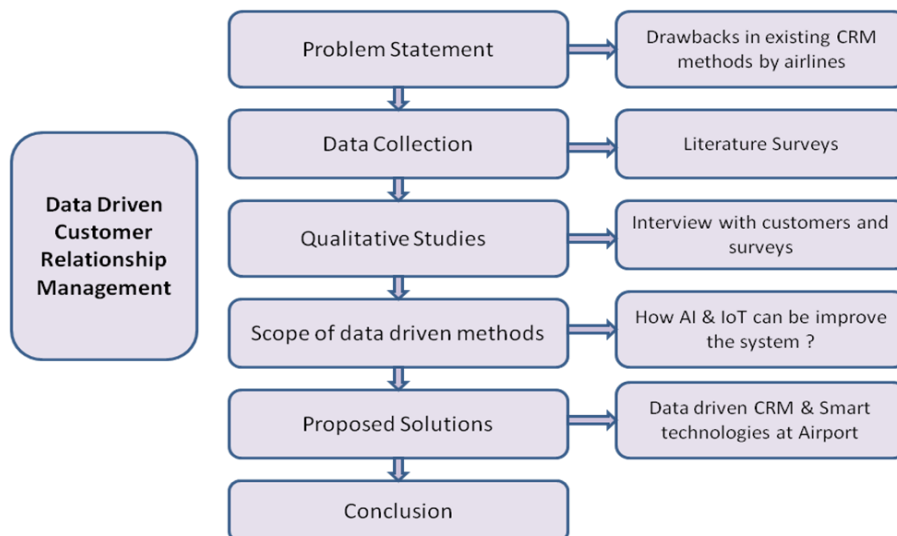 Problem Statement
Drawbacks in existing CRM
methods by airlines
Data Collection
Literature Surveys
Data Driven
Customer
Relationship
Management
Qualitative Studies
Interview with customers and
surveys
Scope of data driven methods
How AI & IoT can be improve
the system ?
Proposed Solutions
Data driven CRM & Smart
technologies at Airport
Conclusion